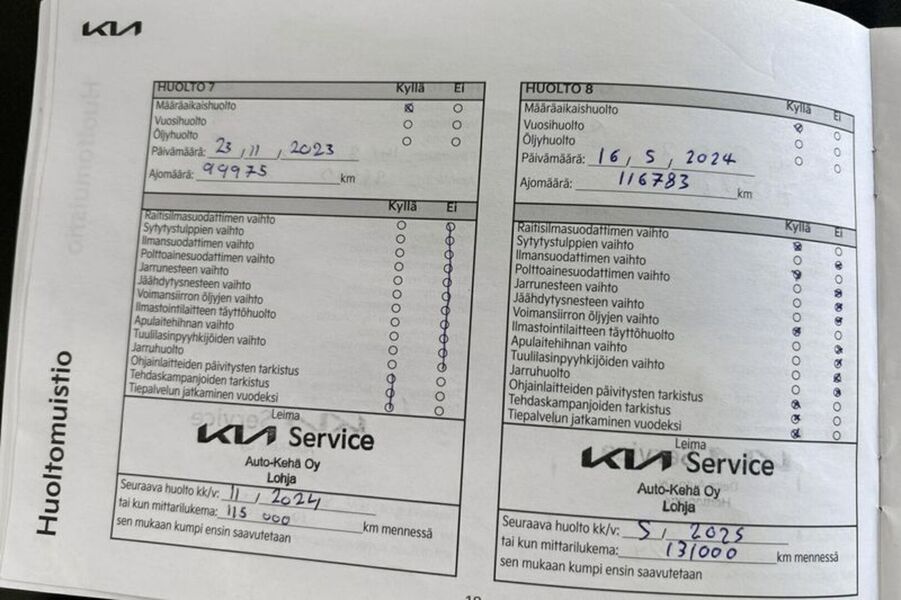 KIA
Huoltomuistio
HUOLTO 7 Kyllä Ei
Määräaikaishuolto
Vuosihuolto
Öljyhuolto
Päivämäärä: 23, 11, 2023
Ajomäärä: 99975 km
Kyllä Ei
Raitisilmasuodattimen vaihto
Sytytystulppien vaihto
Ilmansuodattimen vaihto
Polttoainesuodattimen vaihto
Jarrunesteen vaihto
Jäähdytysnesteen vaihto
Voimansiirron öljyjen vaihto
Ilmastointilaitteen täyttöhuolto
Apulaitehihnan vaihto
Tuulilasinpyyhkijöiden vaihto
Jarruhuolto
Ohjainlaitteiden päivitysten tarkistus
Tehdaskampanjoiden tarkistus
Tiepalvelun jatkaminen vuodeksi
Leima
KIA Service
Auto-Kehä Oy
Lohja
Seuraava huolto kk/v: 11, 2024
tai kun mittarilukema: 115 000 km mennessä
sen mukaan kumpi ensin saavutetaan
HUOLTO 8 Kyllä Ei
Määräaikaishuolto
Vuosihuolto
Öljyhuolto
Päivämäärä: 16, 5, 2024
Ajomäärä: 116783 km
Kyllä Ei
Raitisilmasuodattimen vaihto
Sytytystulppien vaihto
Ilmansuodattimen vaihto
Polttoainesuodattimen vaihto
Jarrunesteen vaihto
Jäähdytysnesteen vaihto
Voimansiirron öljyjen vaihto
Ilmastointilaitteen täyttöhuolto
Apulaitehihnan vaihto
Tuulilasinpyyhkijöiden vaihto
Jarruhuolto
Ohjainlaitteiden päivitysten tarkistus
Tehdaskampanjoiden tarkistus
Tiepalvelun jatkaminen vuodeksi
Leima
KIA Service
Auto-Kehä Oy
Lohja
Seuraava huolto kk/v: 5, 2025
tai kun mittarilukema: 131000 km mennessä
sen mukaan kumpi ensin saavutetaan